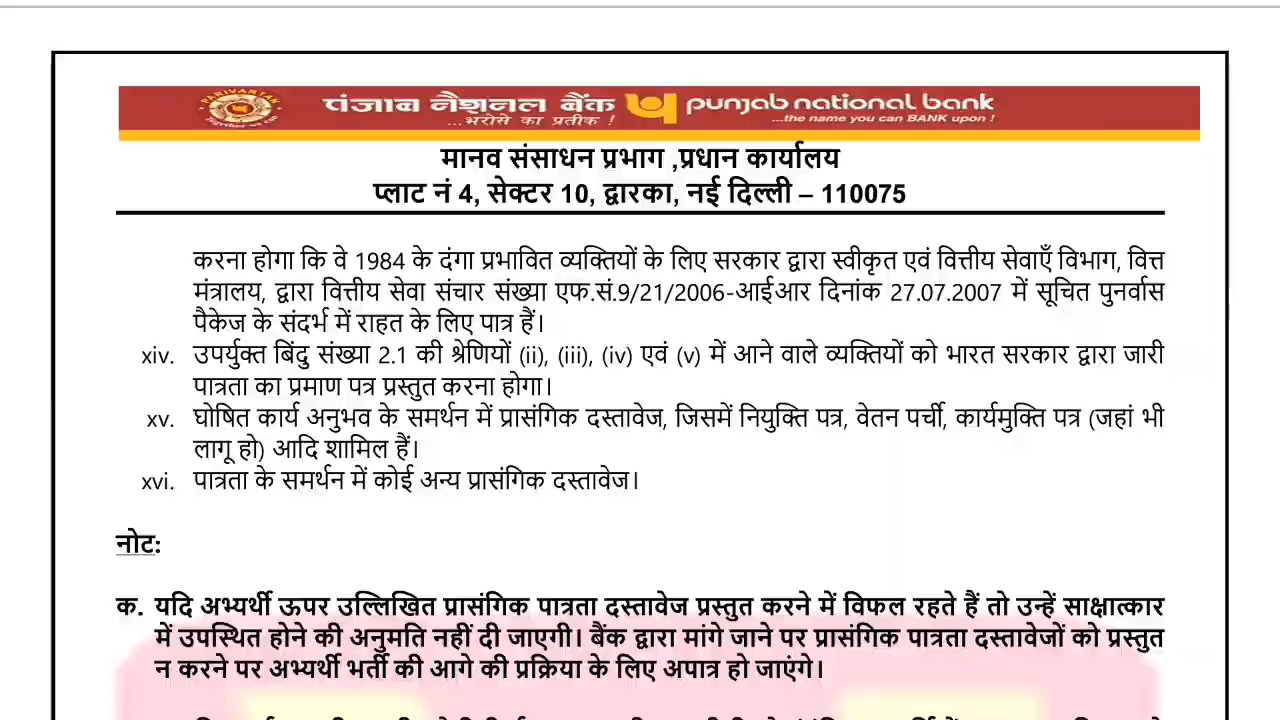 PARIVARTAN
पंजाब नैशनल बैंक punjab national bank
...भरोसे का प्रतीक ! ...the name you can BANK upon !
मानव संसाधन प्रभाग ,प्रधान कार्यालय
प्लाट नं 4, सेक्टर 10, द्वारका, नई दिल्ली – 110075
करना होगा कि वे 1984 के दंगा प्रभावित व्यक्तियों के लिए सरकार द्वारा स्वीकृत एवं वित्तीय सेवाएँ विभाग, वित्त
मंत्रालय, द्वारा वित्तीय सेवा संचार संख्या एफ.सं.9/21/2006-आईआर दिनांक 27.07.2007 में सूचित पुनर्वास
पैकेज के संदर्भ में राहत के लिए पात्र हैं।
xiv. उपर्युक्त बिंदु संख्या 2.1 की श्रेणियों (ii), (iii), (iv) एवं (v) में आने वाले व्यक्तियों को भारत सरकार द्वारा जारी
पात्रता का प्रमाण पत्र प्रस्तुत करना होगा।
xv. घोषित कार्य अनुभव के समर्थन में प्रासंगिक दस्तावेज, जिसमें नियुक्ति पत्र, वेतन पर्ची, कार्यमुक्ति पत्र (जहां भी
लागू हो) आदि शामिल हैं।
xvi. पात्रता के समर्थन में कोई अन्य प्रासंगिक दस्तावेज।
नोट:
क. यदि अभ्यर्थी ऊपर उल्लिखित प्रासंगिक पात्रता दस्तावेज प्रस्तुत करने में विफल रहते हैं तो उन्हें साक्षात्कार
में उपस्थित होने की अनुमति नहीं दी जाएगी। बैंक द्वारा मांगे जाने पर प्रासंगिक पात्रता दस्तावेजों को प्रस्तुत
न करने पर अभ्यर्थी भर्ती की आगे की प्रक्रिया के लिए अपात्र हो जाएंगे।